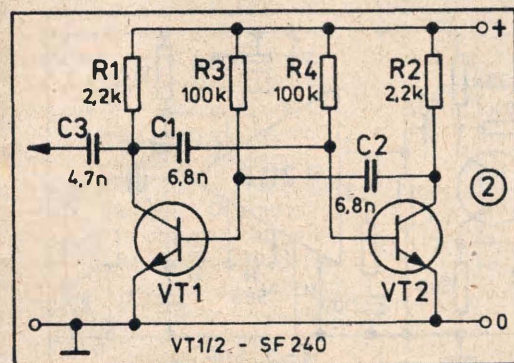 +
R1 R3 R4 R2
2,2k 100k 100k 2,2k
C3 C1 C2
4,7n 6,8n 6,8n
2
VT1 VT2
0
VT1/2 - SF 240